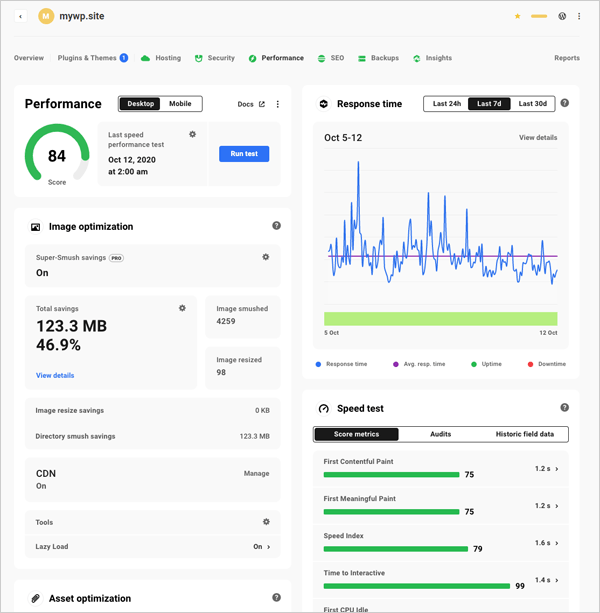 M mywp.site
Overview Plugins & Themes 1 Hosting Security Performance SEO Backups Insights Reports
Performance Desktop Mobile Docs
84
Score
Last speed
performance test
Oct 12, 2020
at 2:00 am
Run test
Image optimization
Super-Smush savings PRO
On
Total savings
123.3 MB
46.9%
View details
Image smushed
4259
Image resized
98
Image resize savings 0 KB
Directory smush savings 123.3 MB
CDN Manage
On
Tools
Lazy Load On
Asset optimization
Response time Last 24h Last 7d Last 30d
Oct 5-12 View details
5 Oct 12 Oct
Response time Avg. resp. time Uptime Downtime
Speed test
Score metrics Audits Historic field data
First Contentful Paint
75 1.2 s
First Meaningful Paint
75 1.2 s
Speed Index
79 1.6 s
Time to Interactive
99 1.4 s
First CPU Idle